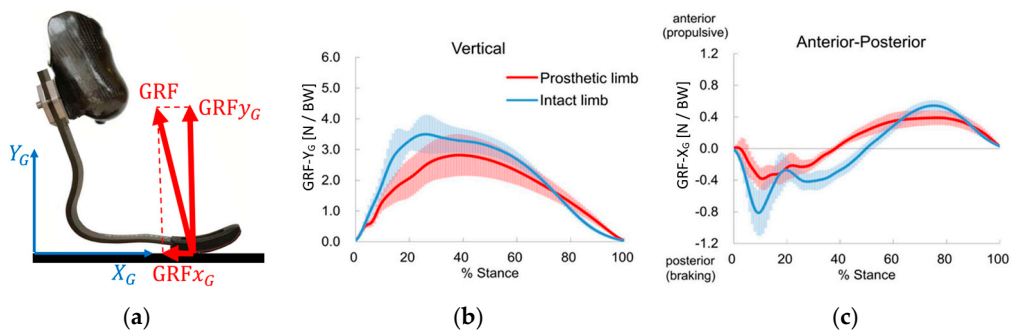 GRF
GRFy_G
Y_G
X_G
GRFx_G
(a)
Vertical
GRF-Y_G [N / BW]
6.0
5.0
4.0
3.0
2.0
1.0
0.0
Prosthetic limb
Intact limb
0 20 40 60 80 100
% Stance
(b)
anterior
(propulsive)
Anterior-Posterior
GRF-X_G [N / BW]
1.2
0.8
0.4
0.0
-0.4
-0.8
-1.2
posterior
(braking)
0 20 40 60 80 100
% Stance
(c)